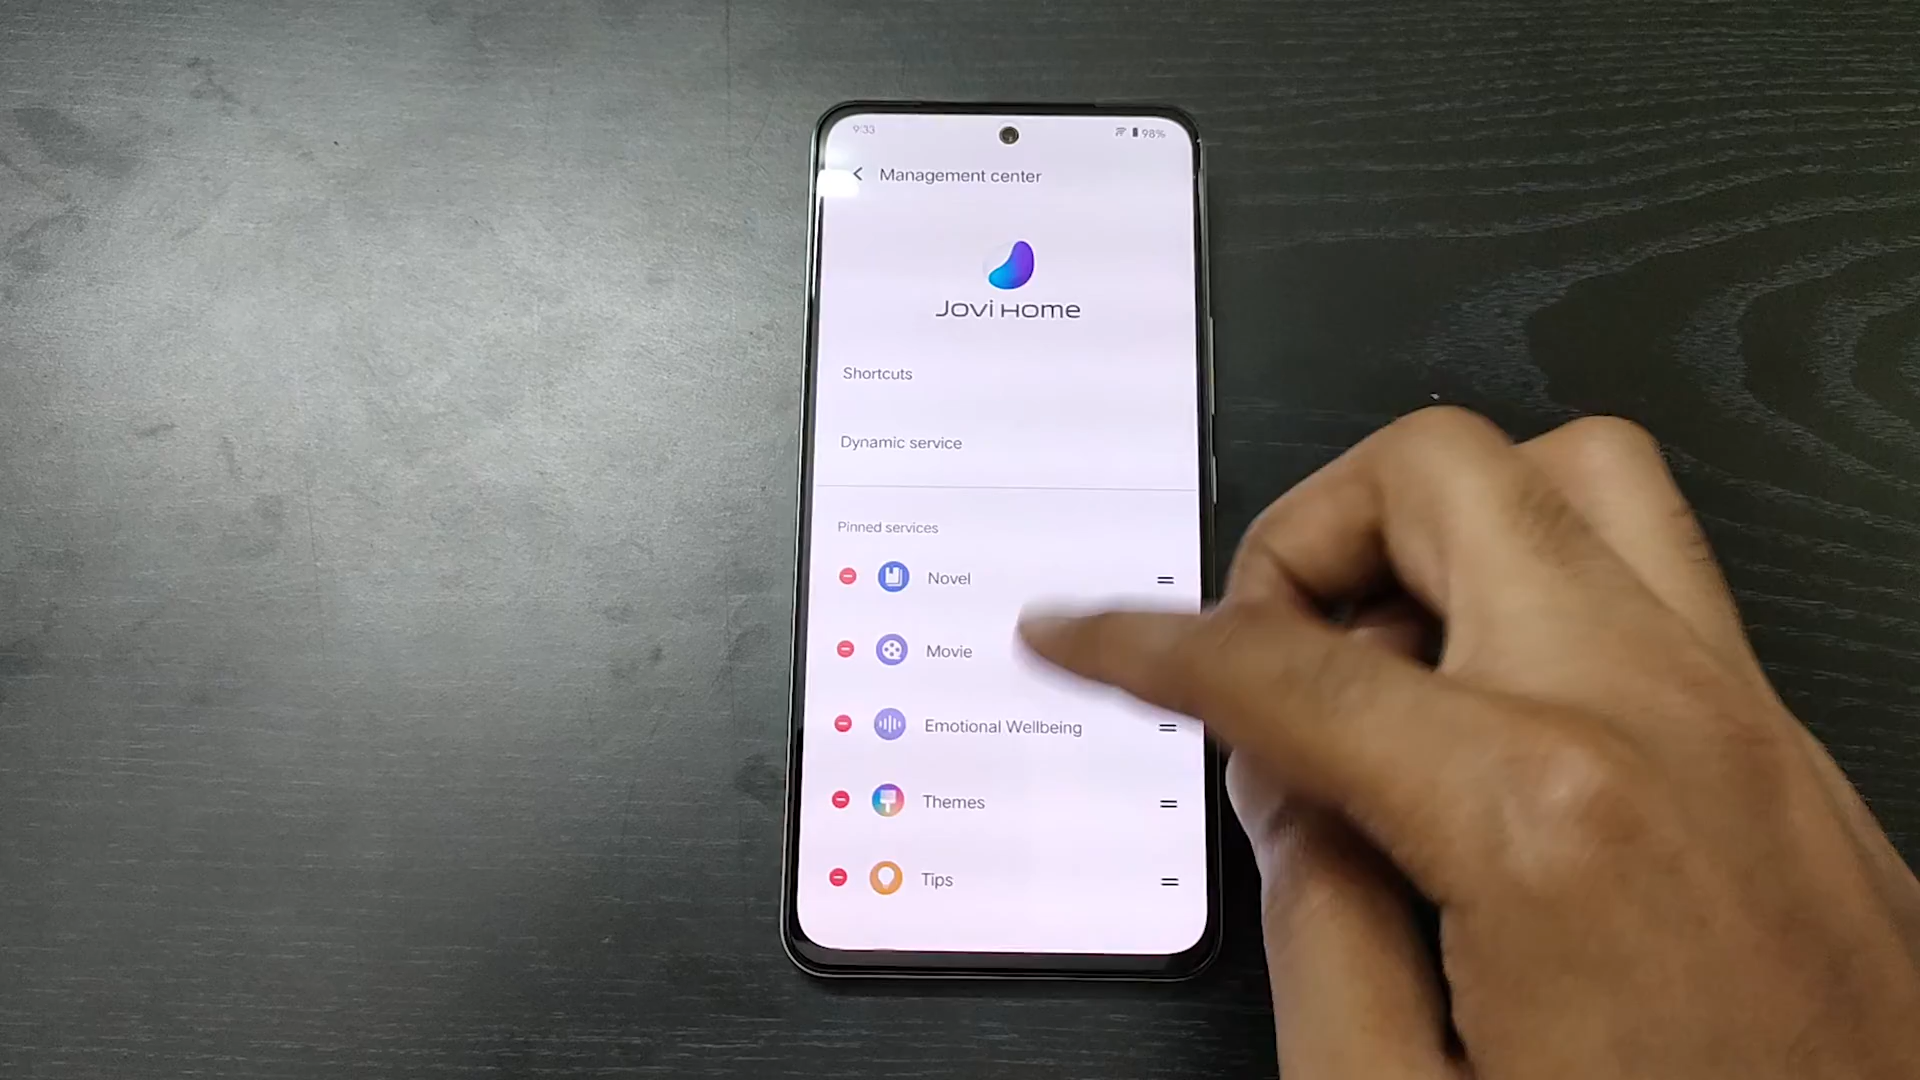 9:33
98%
Management center
Jovi Home
Shortcuts
Dynamic service
Pinned services
Novel
Movie
Emotional Wellbeing
Themes
Tips